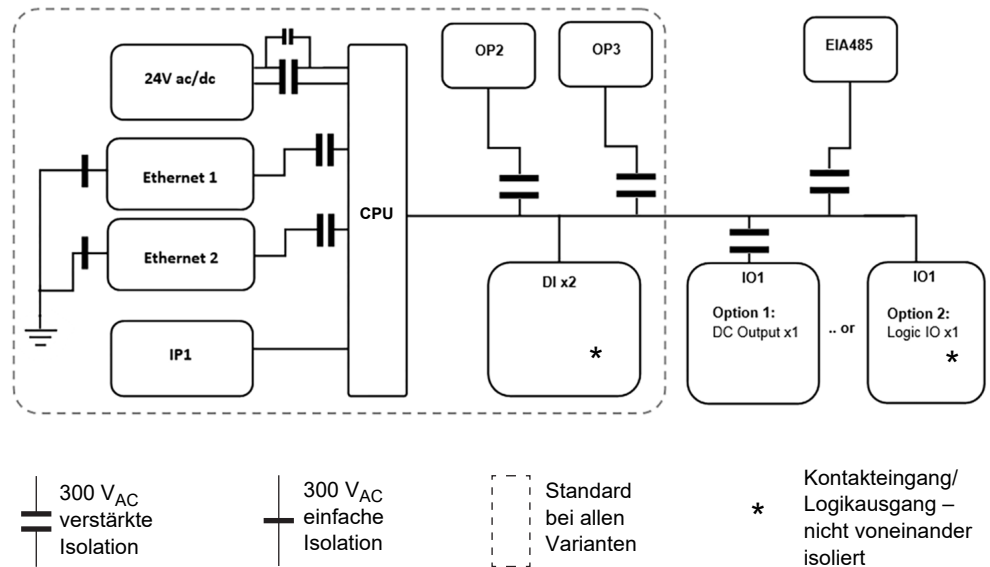 24V ac/dc
Ethernet 1
Ethernet 2
IP1
CPU
OP2
OP3
EIA485
DI x2
*
IO1
Option 1:
DC Output x1
.. or
IO1
Option 2:
Logic IO x1
*
300 VAC
verstärkte
Isolation
300 VAC
einfache
Isolation
Standard
bei allen
Varianten
*
Kontakteingang/
Logikausgang –
nicht voneinander
isoliert